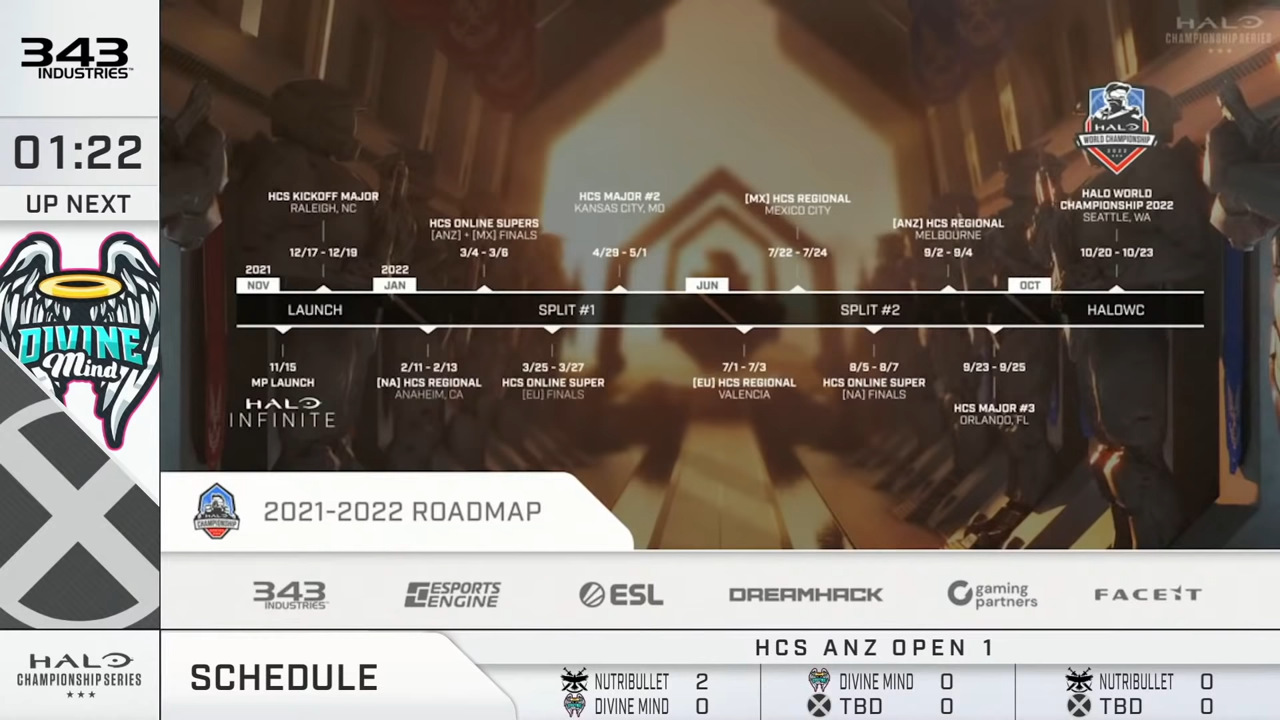 343
INDUSTRIES™
01:22
UP NEXT
DIVINE
Mind
HALO
CHAMPIONSHIP SERIES
HALO
WORLD CHAMPIONSHIP
2022
HCS KICKOFF MAJOR
RALEIGH, NC
12/17 - 12/19
HCS ONLINE SUPERS
[ANZ] + [MX] FINALS
3/4 - 3/6
HCS MAJOR #2
KANSAS CITY, MO
4/29 - 5/1
[MX] HCS REGIONAL
MEXICO CITY
7/22 - 7/24
[ANZ] HCS REGIONAL
MELBOURNE
9/2 - 9/4
HALO WORLD
CHAMPIONSHIP 2022
SEATTLE, WA
10/20 - 10/23
2021
NOV
2022
JAN
JUN
OCT
LAUNCH
SPLIT #1
SPLIT #2
HALOWC
11/15
MP LAUNCH
HALO
INFINITE
2/11 - 2/13
[NA] HCS REGIONAL
ANAHEIM, CA
3/25 - 3/27
HCS ONLINE SUPER
[EU] FINALS
7/1 - 7/3
[EU] HCS REGIONAL
VALENCIA
8/5 - 8/7
HCS ONLINE SUPER
[NA] FINALS
9/23 - 9/25
HCS MAJOR #3
ORLANDO, FL
HALO
CHAMPIONSHIP
2021-2022 ROADMAP
343
INDUSTRIES™
ESPORTS
ENGINE
ESL
DREAMHACK
gaming
partners
FACEIT
HALO
CHAMPIONSHIP SERIES
SCHEDULE
HCS ANZ OPEN 1
NUTRIBULLET 2
DIVINE MIND 0
DIVINE MIND 0
TBD 0
NUTRIBULLET 0
TBD 0